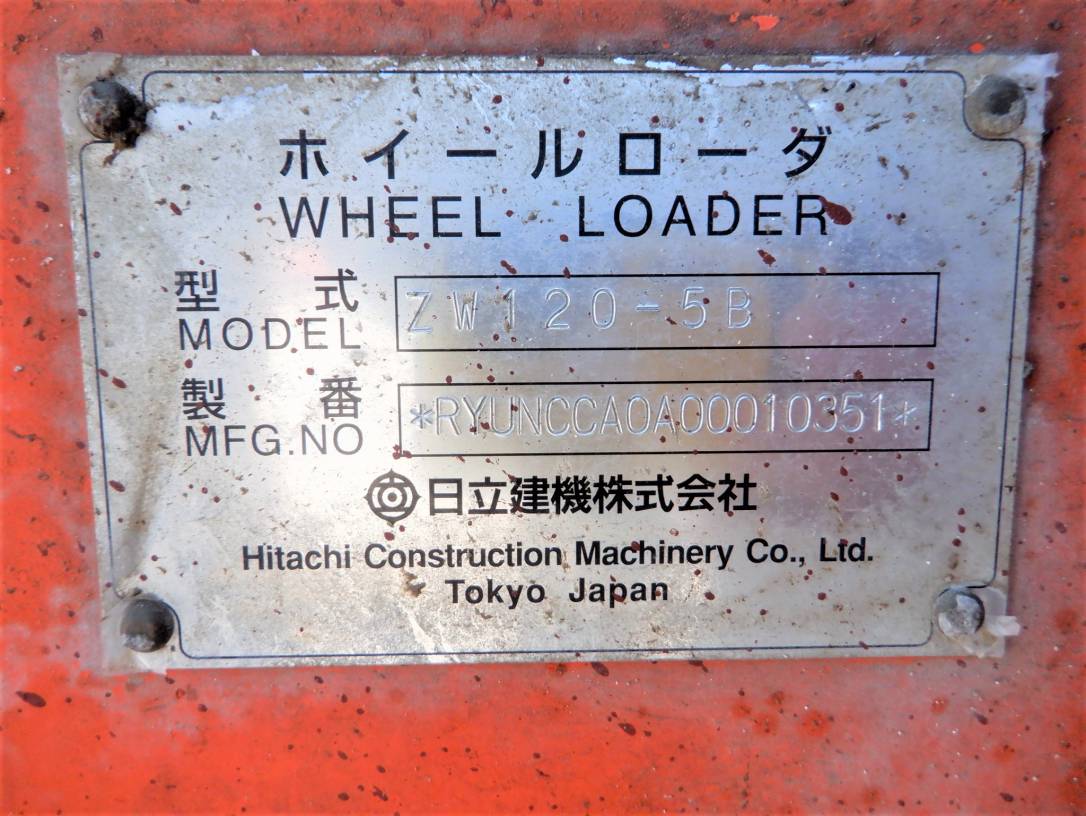 ホイールローダ
WHEEL LOADER
型式
MODEL ZW120-5B
製番
MFG.NO *RYUNCCA0A00010351*
日立建機株式会社
Hitachi Construction Machinery Co., Ltd.
Tokyo Japan